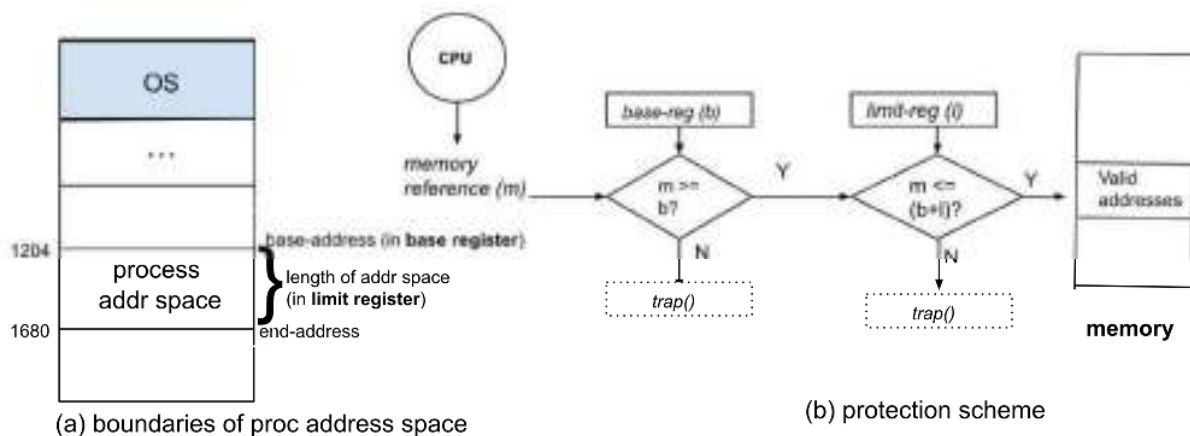 OS
...
1204
base-address (in base register)
process
addr space
length of addr space
(in limit register)
1680
end-address
(a) boundaries of proc address space
CPU
memory
reference (m)
base-reg (b)
m >=
b?
Y
N
trap()
limit-reg (l)
m <=
(b+l)?
Y
N
trap()
Valid
addresses
memory
(b) protection scheme